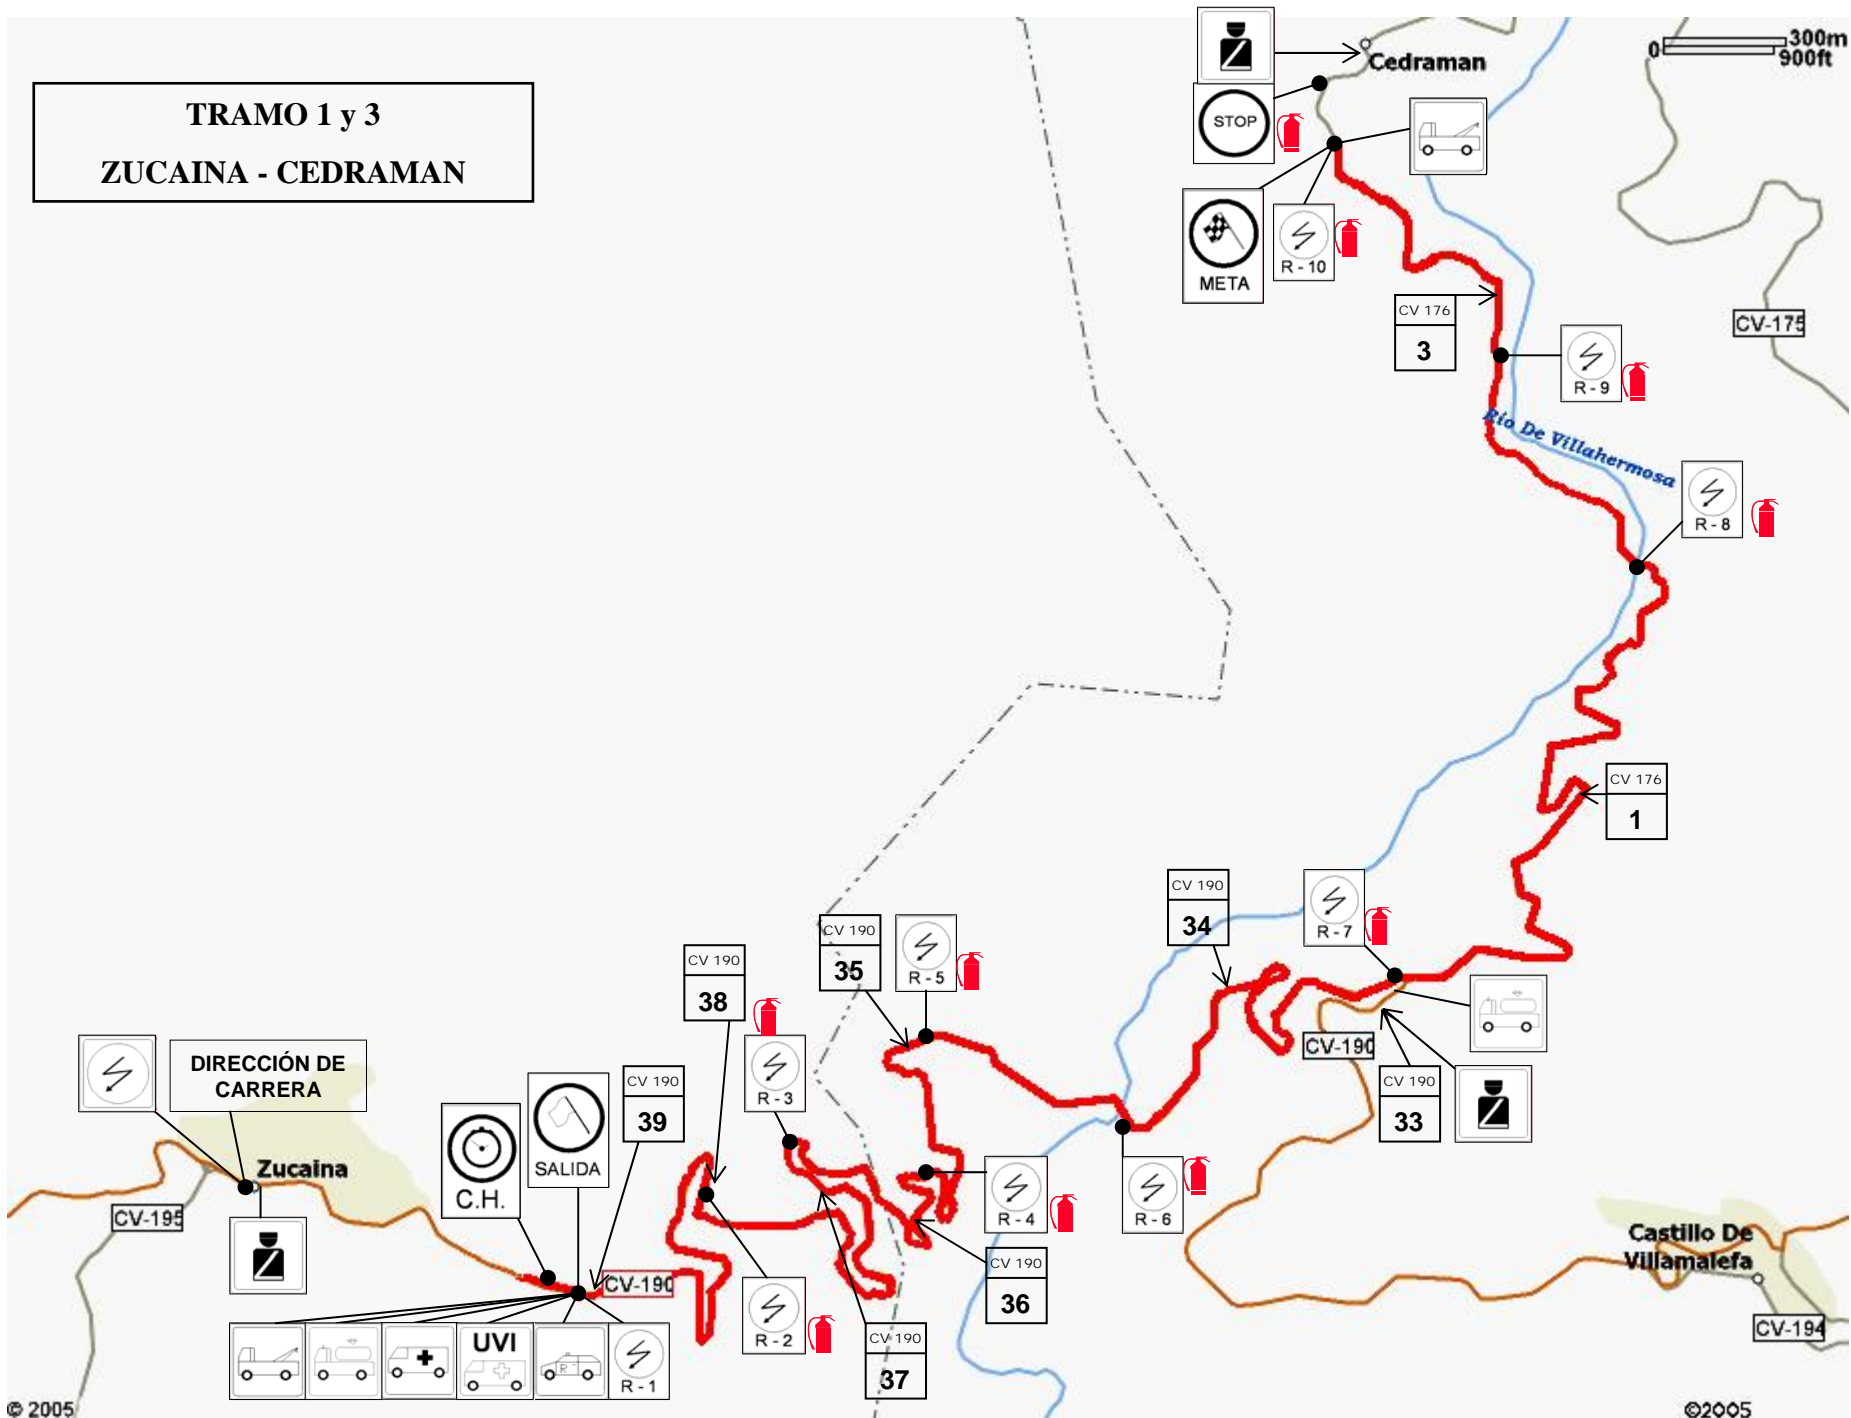 TRAMO 1 y 3
ZUCAINA - CEDRAMAN
Cedraman
0
300m
900ft
STOP
META
R - 10
CV 176
3
R - 9
CV-175
Río De Villahermosa
R - 8
CV 176
1
CV 190
34
R - 7
CV 190
35
R - 5
CV 190
38
R - 3
DIRECCIÓN DE
CARRERA
CV-190
CV 190
33
CV 190
39
SALIDA
C.H.
Zucaina
CV-195
R - 4
R - 6
Castillo De
Villamalefa
CV-190
CV 190
36
R - 2
CV 190
37
UVI
R
R - 1
CV-194
© 2005
©2005